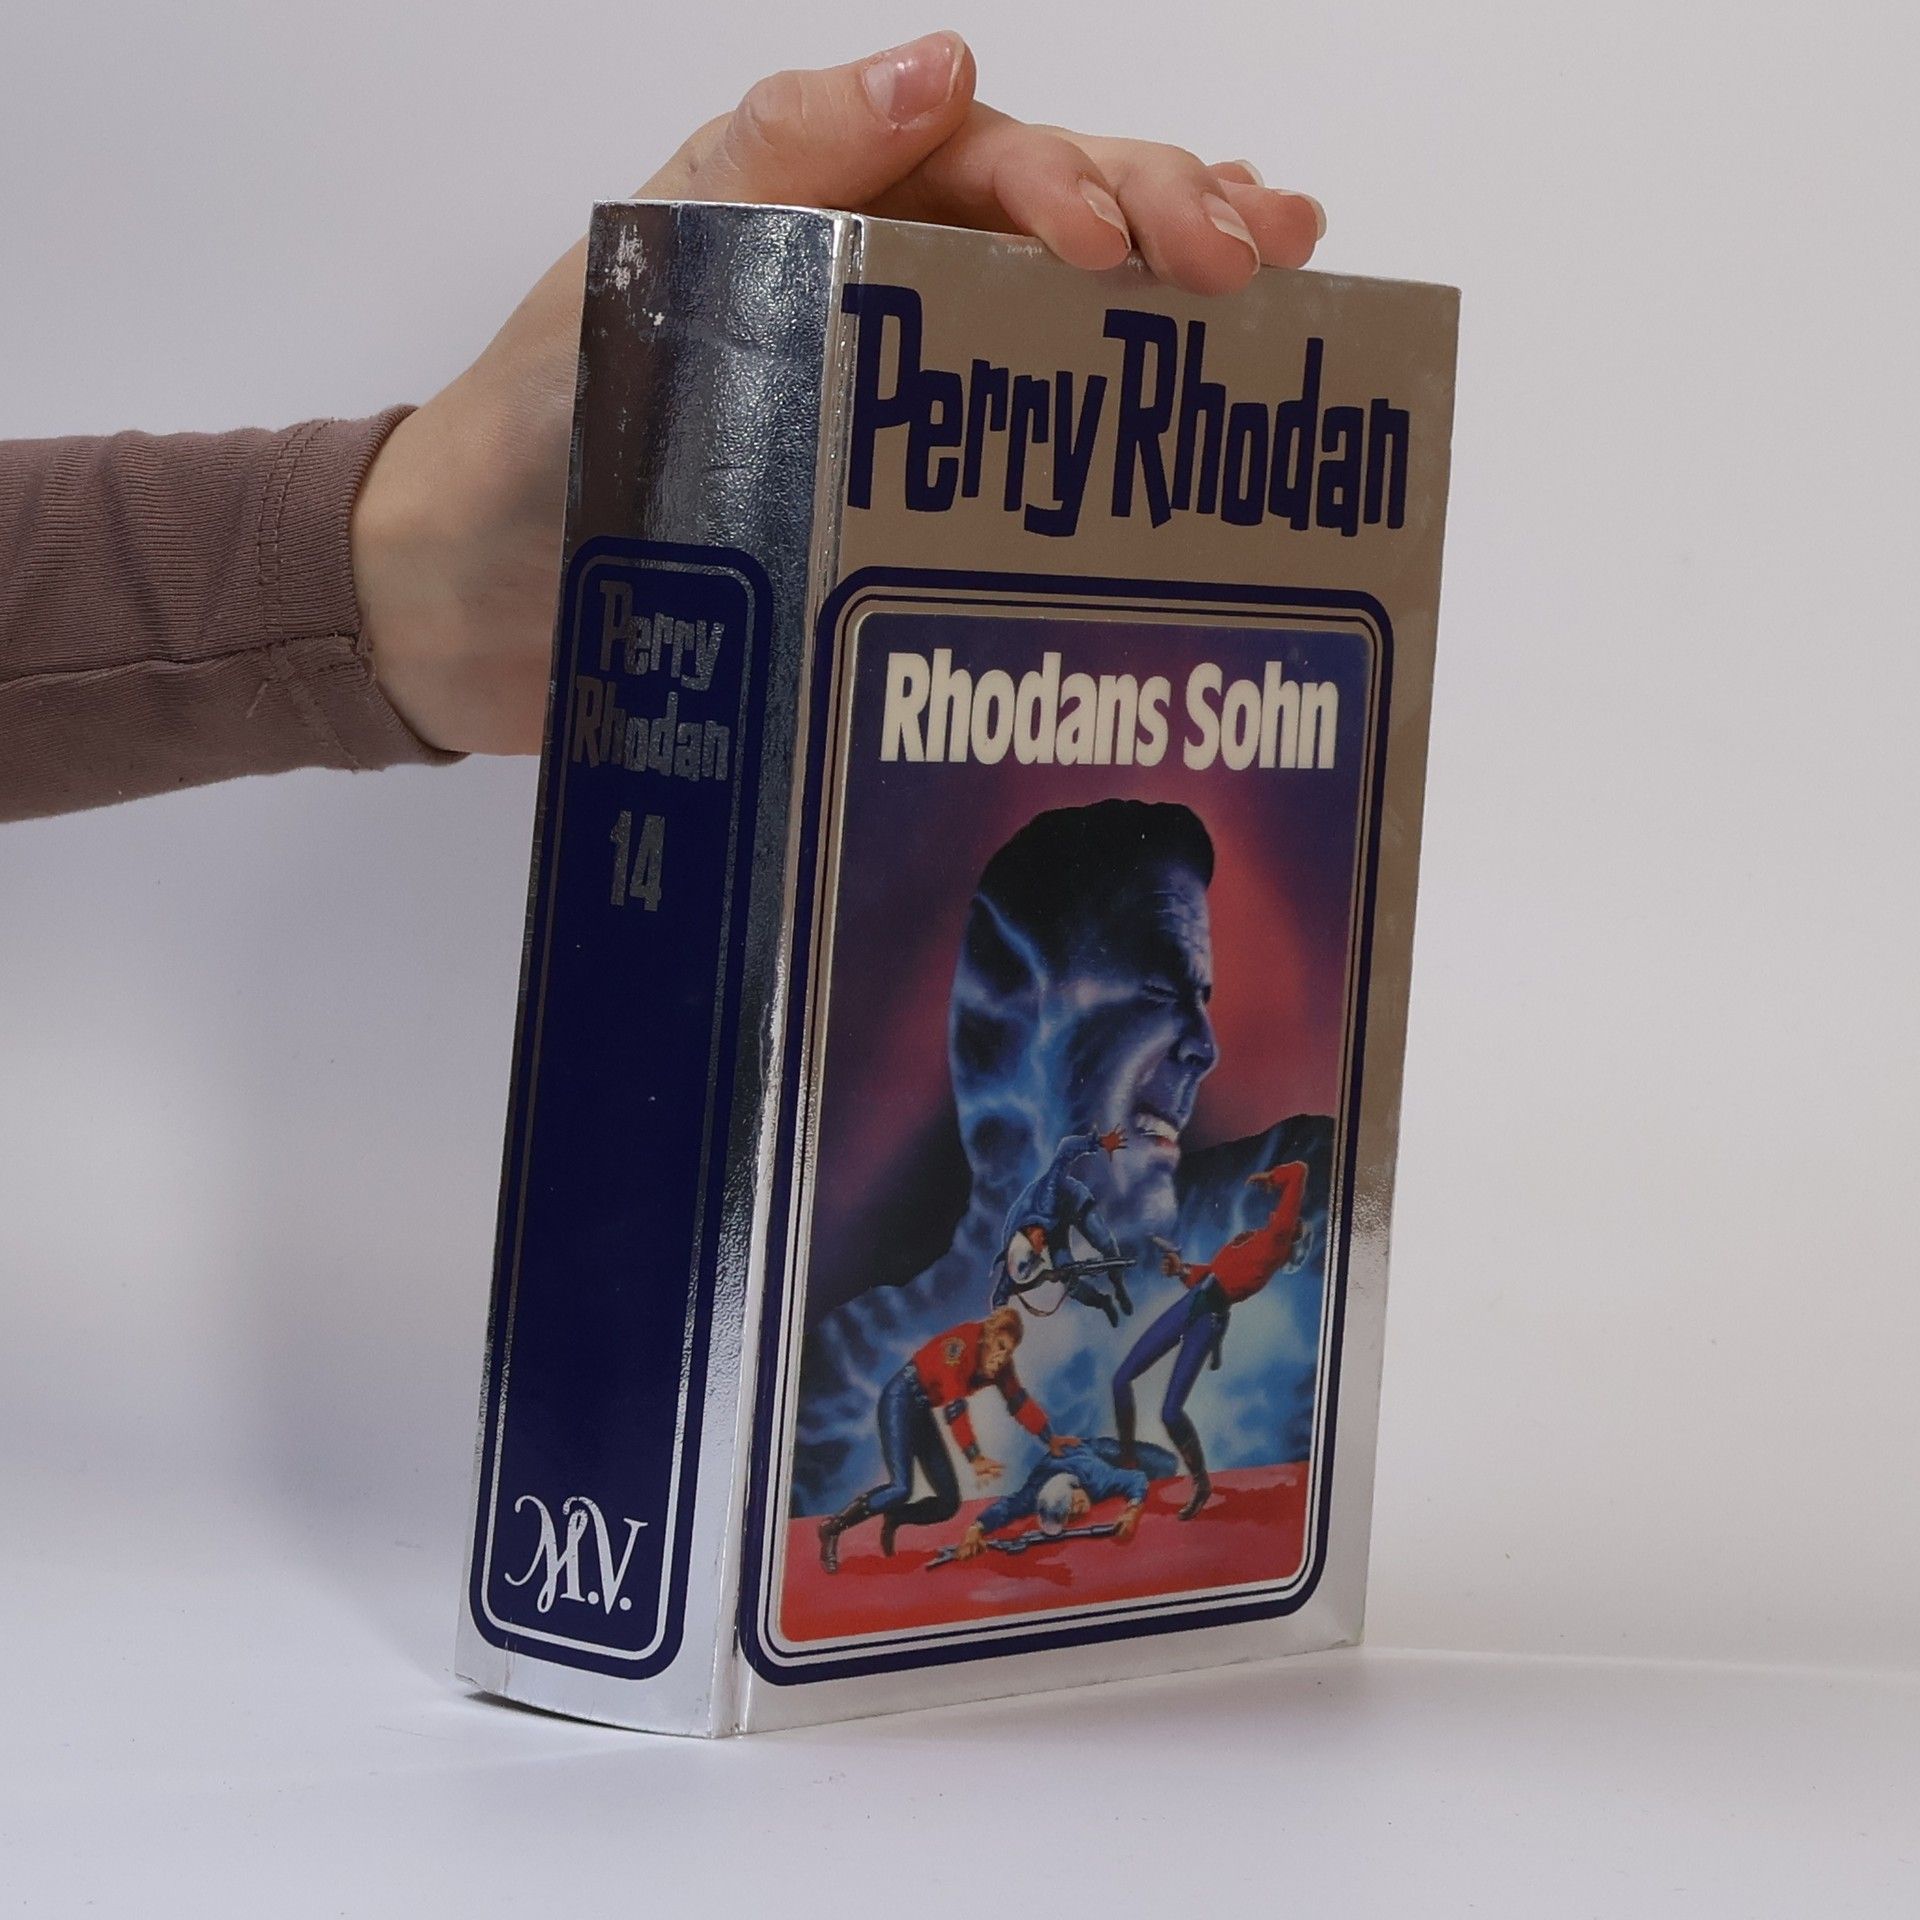 Perry Rhodan
Rhodans Sohn
Perry
Rhodan
14
M.V.